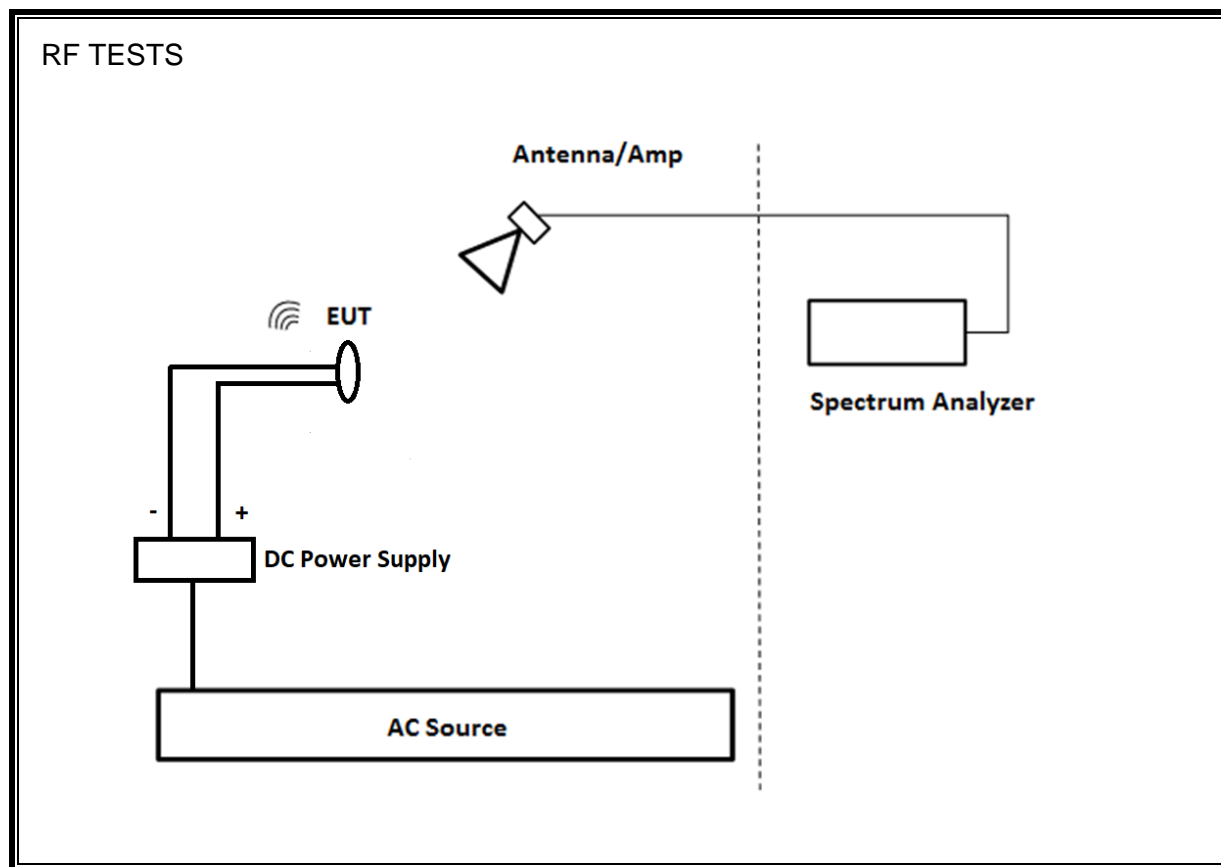 RF TESTS
Antenna/Amp
EUT
Spectrum Analyzer
- +
DC Power Supply
AC Source